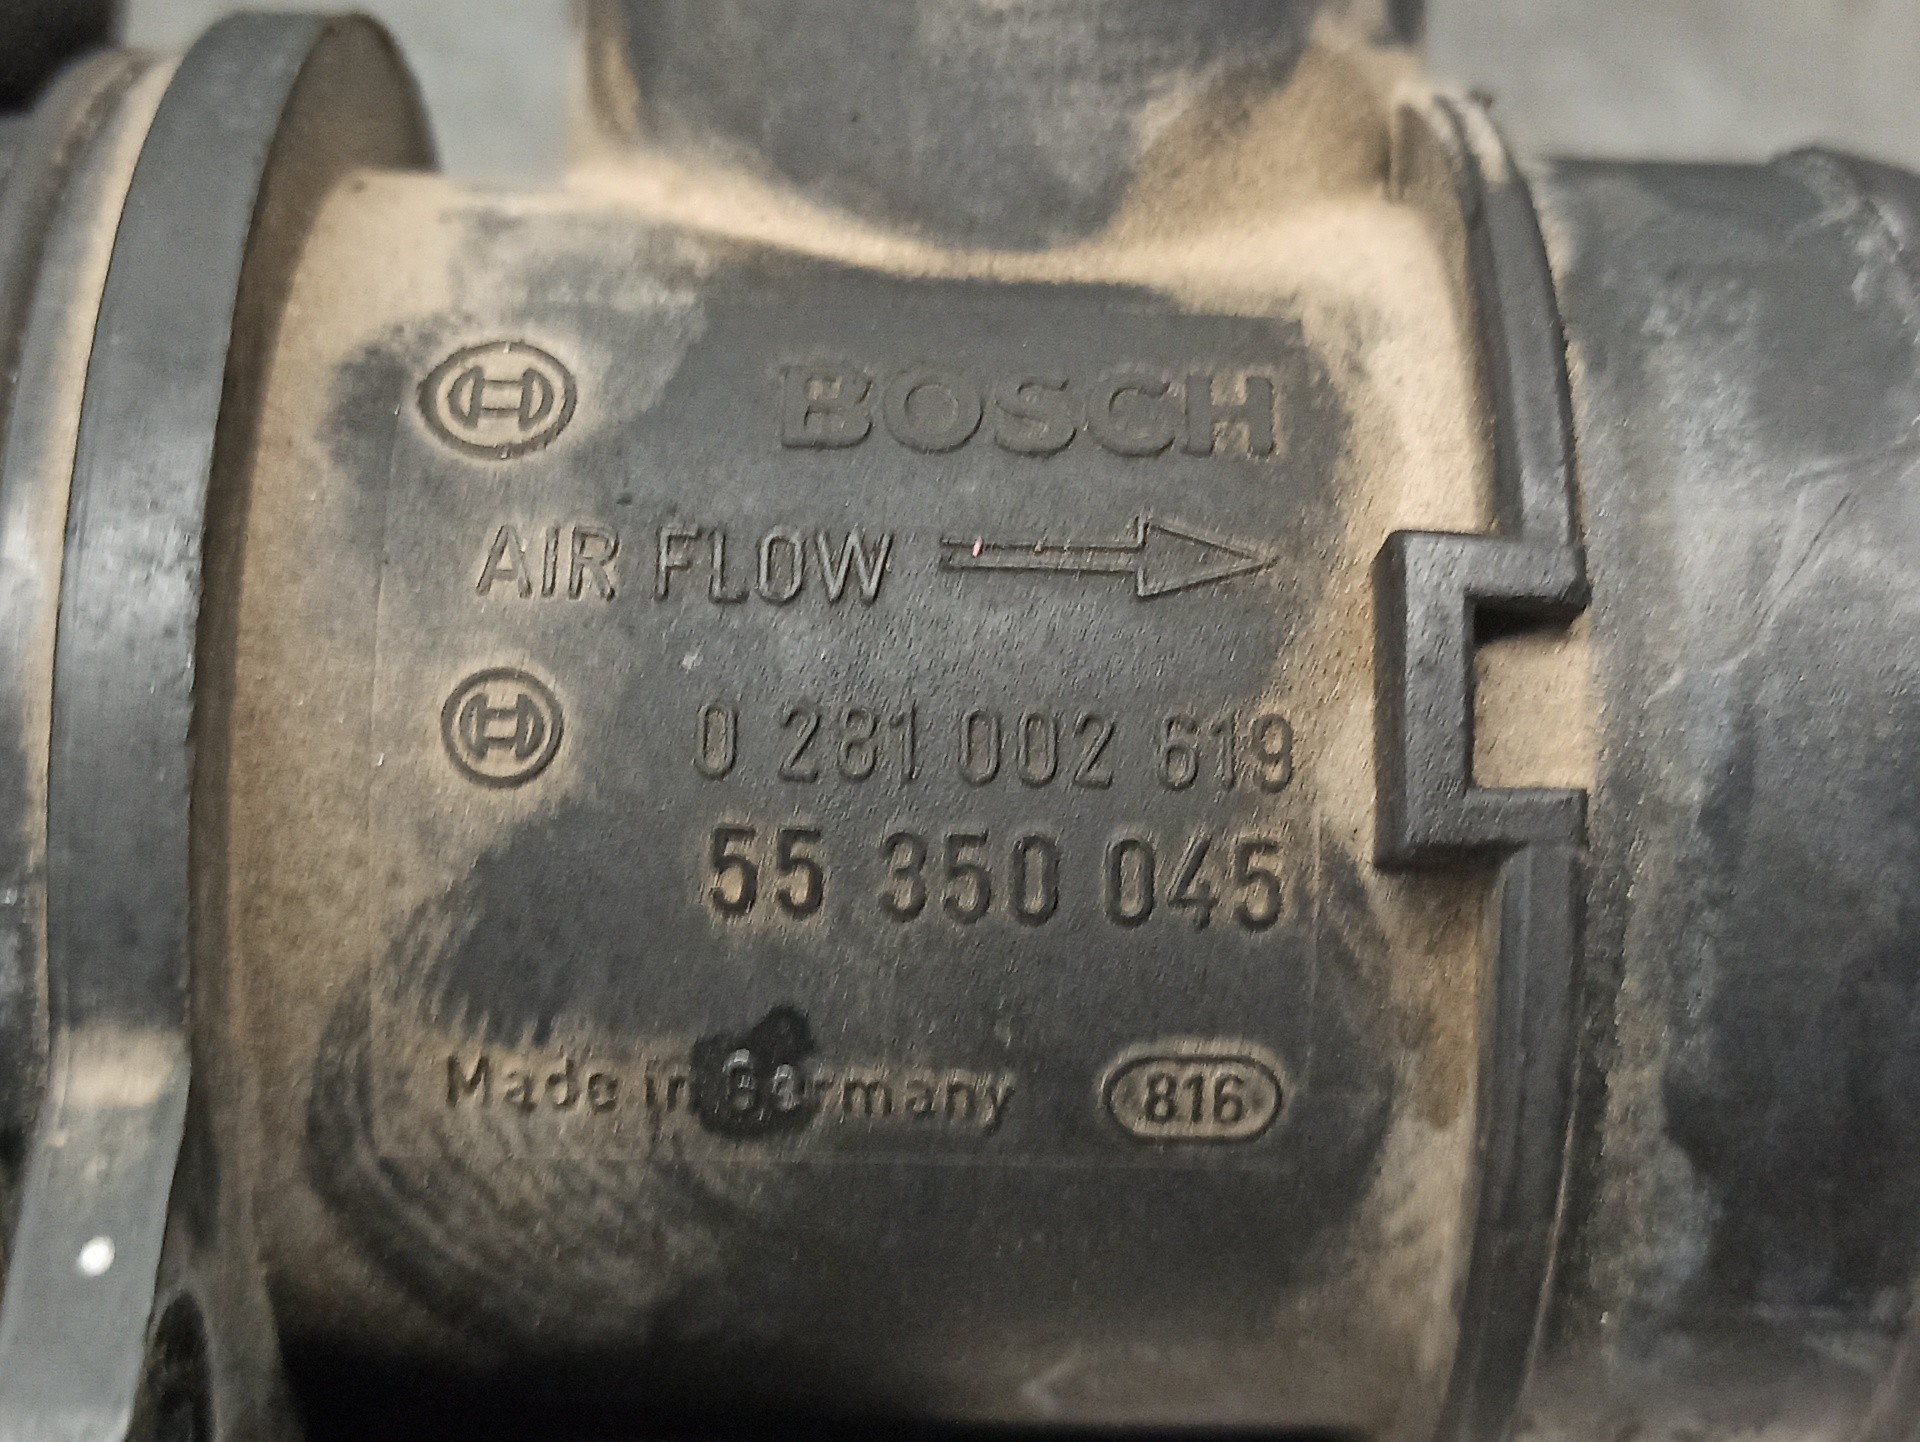 BOSCH
AIR FLOW
0 281 002 619
55 350 045
Made in Germany 816